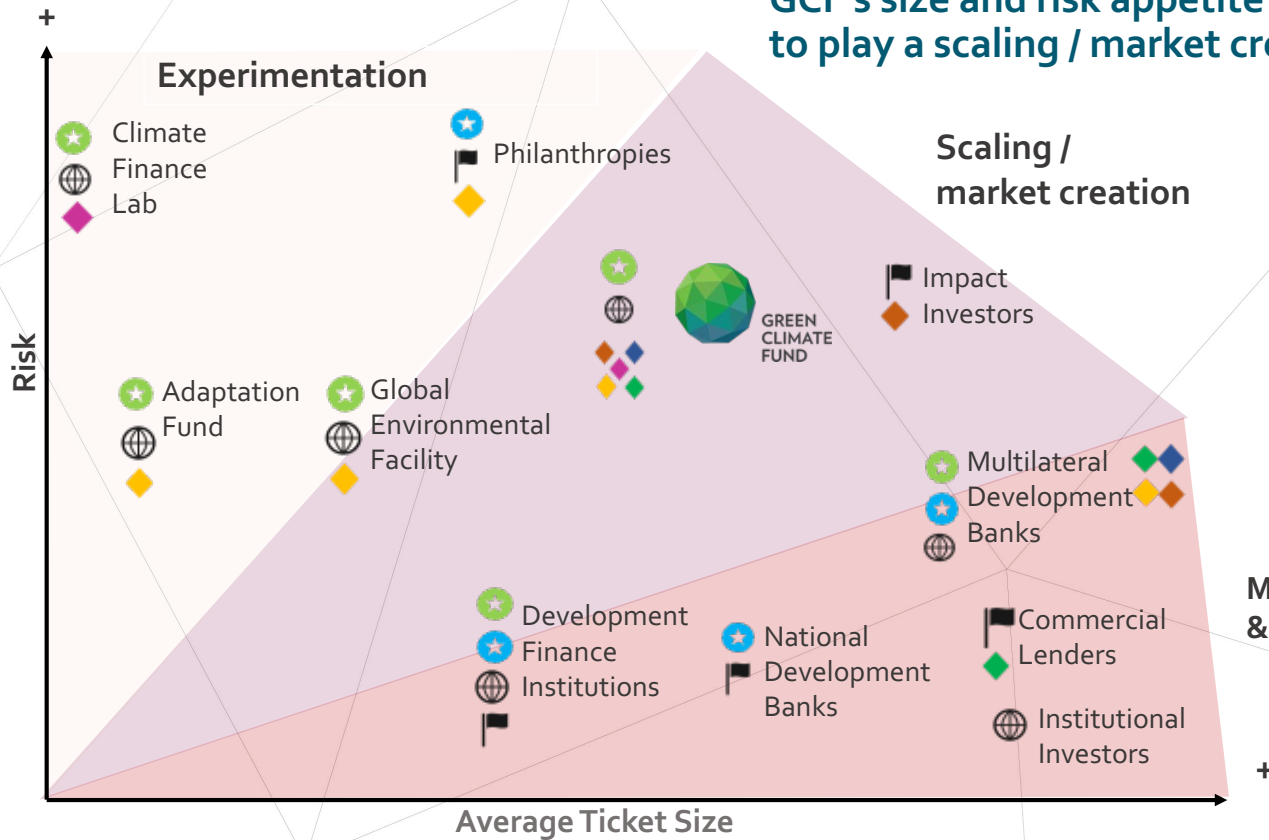 GCF's size and risk appetite
to play a scaling / market cre
+
Experimentation
Climate
Finance
Lab
Philanthropies
Scaling /
market creation
Impact
Investors
GREEN
CLIMATE
FUND
Risk
Adaptation
Fund
Global
Environmental
Facility
Multilateral
Development
Banks
M
&
Development
Finance
Institutions
National
Development
Banks
Commercial
Lenders
Institutional
Investors
+
Average Ticket Size